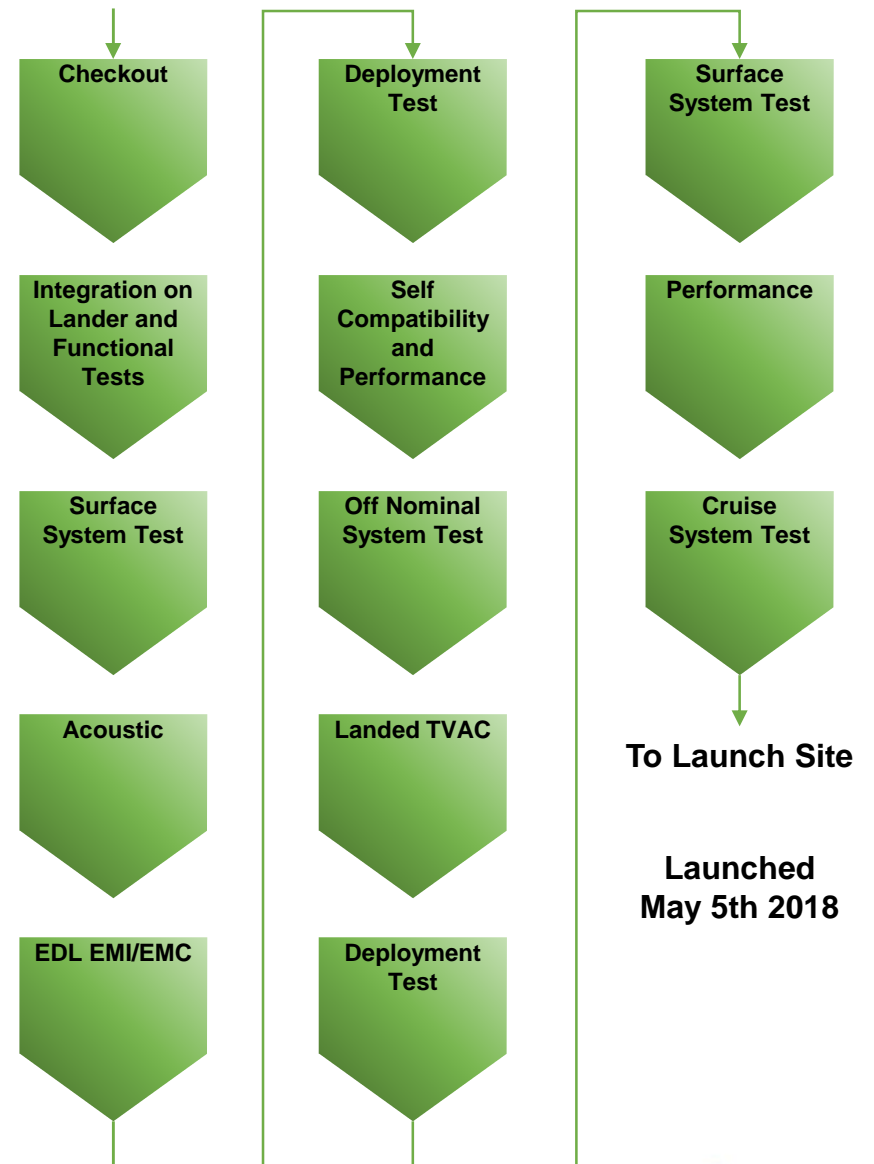 Checkout
Integration on
Lander and
Functional
Tests
Surface
System Test
Acoustic
EDL EMI/EMC
Deployment
Test
Self
Compatibility
and
Performance
Off Nominal
System Test
Landed TVAC
Deployment
Test
Surface
System Test
Performance
Cruise
System Test
To Launch Site
Launched
May 5th 2018